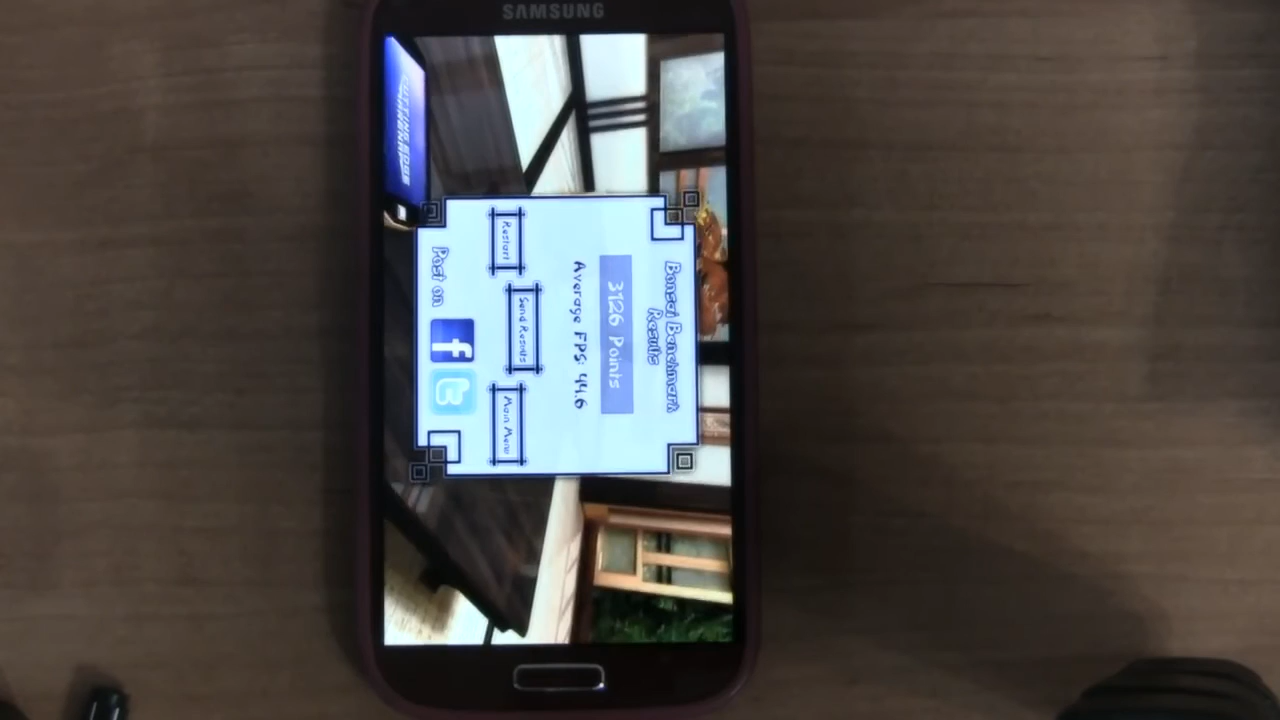 SAMSUNG
Bonsai Benchmark
Results
3126 Points
Average FPS: 44.6
Restart
Send Results
Main Menu
Post on
f
t